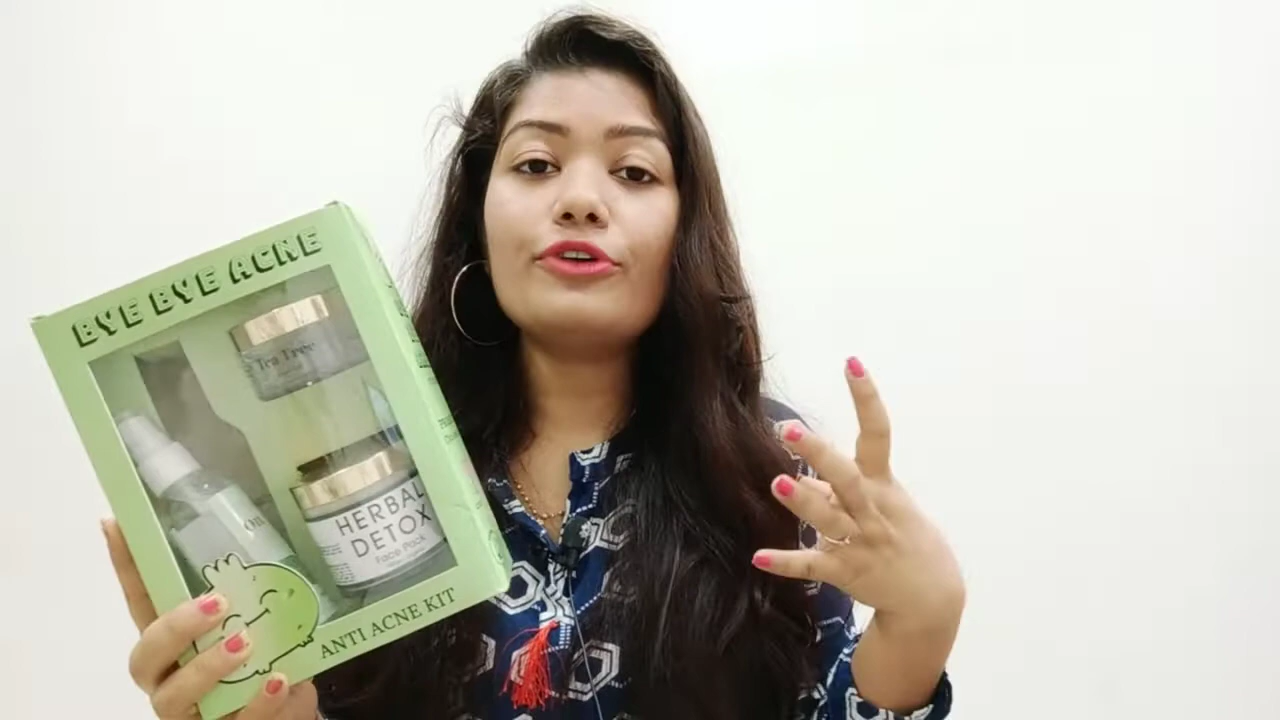 BYE BYE ACNE
Tea Tree
HERBAL
DETOX
Face Pack
ANTI ACNE KIT